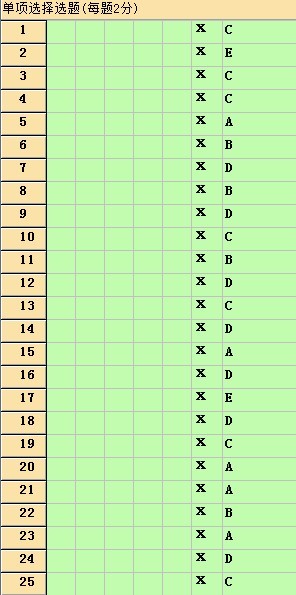 单项选择选题(每题2分)
1 X C
2 X E
3 X C
4 X C
5 X A
6 X B
7 X D
8 X B
9 X D
10 X C
11 X B
12 X D
13 X C
14 X D
15 X A
16 X D
17 X E
18 X D
19 X C
20 X A
21 X A
22 X B
23 X A
24 X D
25 X C